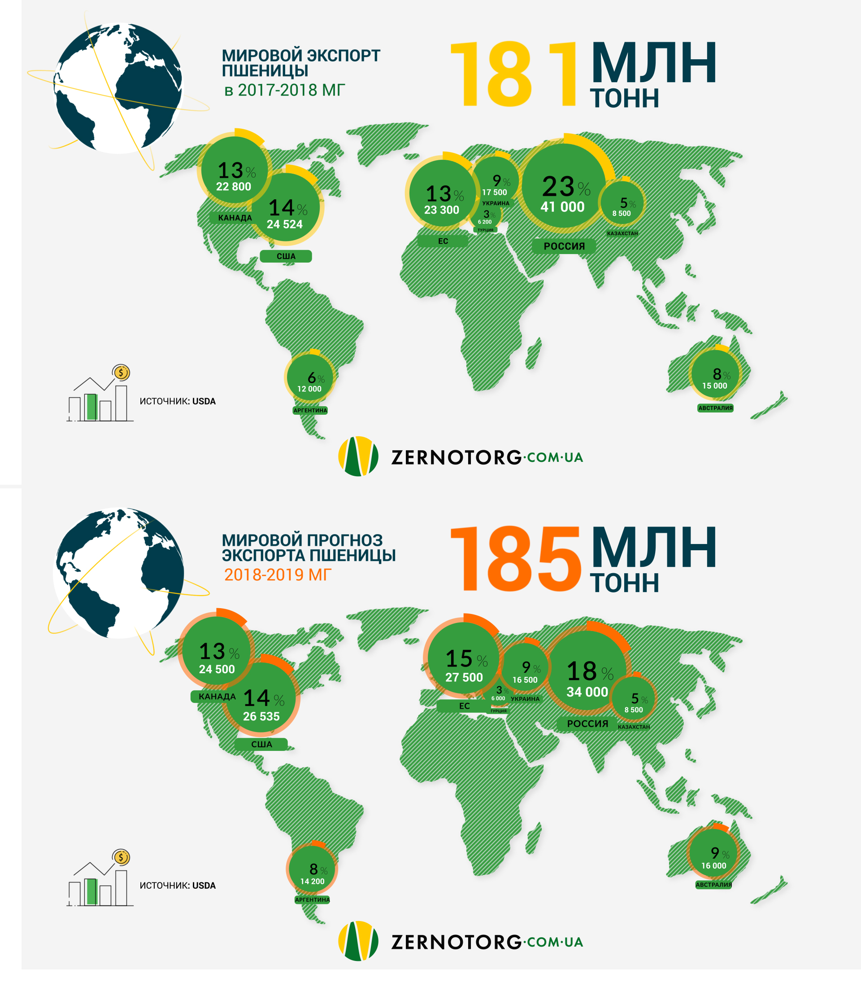 МИРОВОЙ ЭКСПОРТ
ПШЕНИЦЫ
в 2017-2018 МГ
181 МЛН
ТОНН
13 %
22 800
КАНАДА
14 %
24 524
США
13 %
23 300
ЕС
9 %
17 500
УКРАИНА
3 %
6 200
ТУРЦИЯ
23 %
41 000
РОССИЯ
5 %
8 500
КАЗАХСТАН
6 %
12 000
АРГЕНТИНА
8 %
15 000
АВСТРАЛИЯ
$
ИСТОЧНИК: USDA
ZERNOTORG·COM·UA
МИРОВОЙ ПРОГНОЗ
ЭКСПОРТА ПШЕНИЦЫ
2018-2019 МГ
185 МЛН
ТОНН
13 %
24 500
КАНАДА
14 %
26 535
США
15 %
27 500
ЕС
9 %
16 500
УКРАИНА
3 %
6 000
ТУРЦИЯ
18 %
34 000
РОССИЯ
5 %
8 500
КАЗАХСТАН
8 %
14 200
АРГЕНТИНА
9 %
16 000
АВСТРАЛИЯ
$
ИСТОЧНИК: USDA
ZERNOTORG·COM·UA